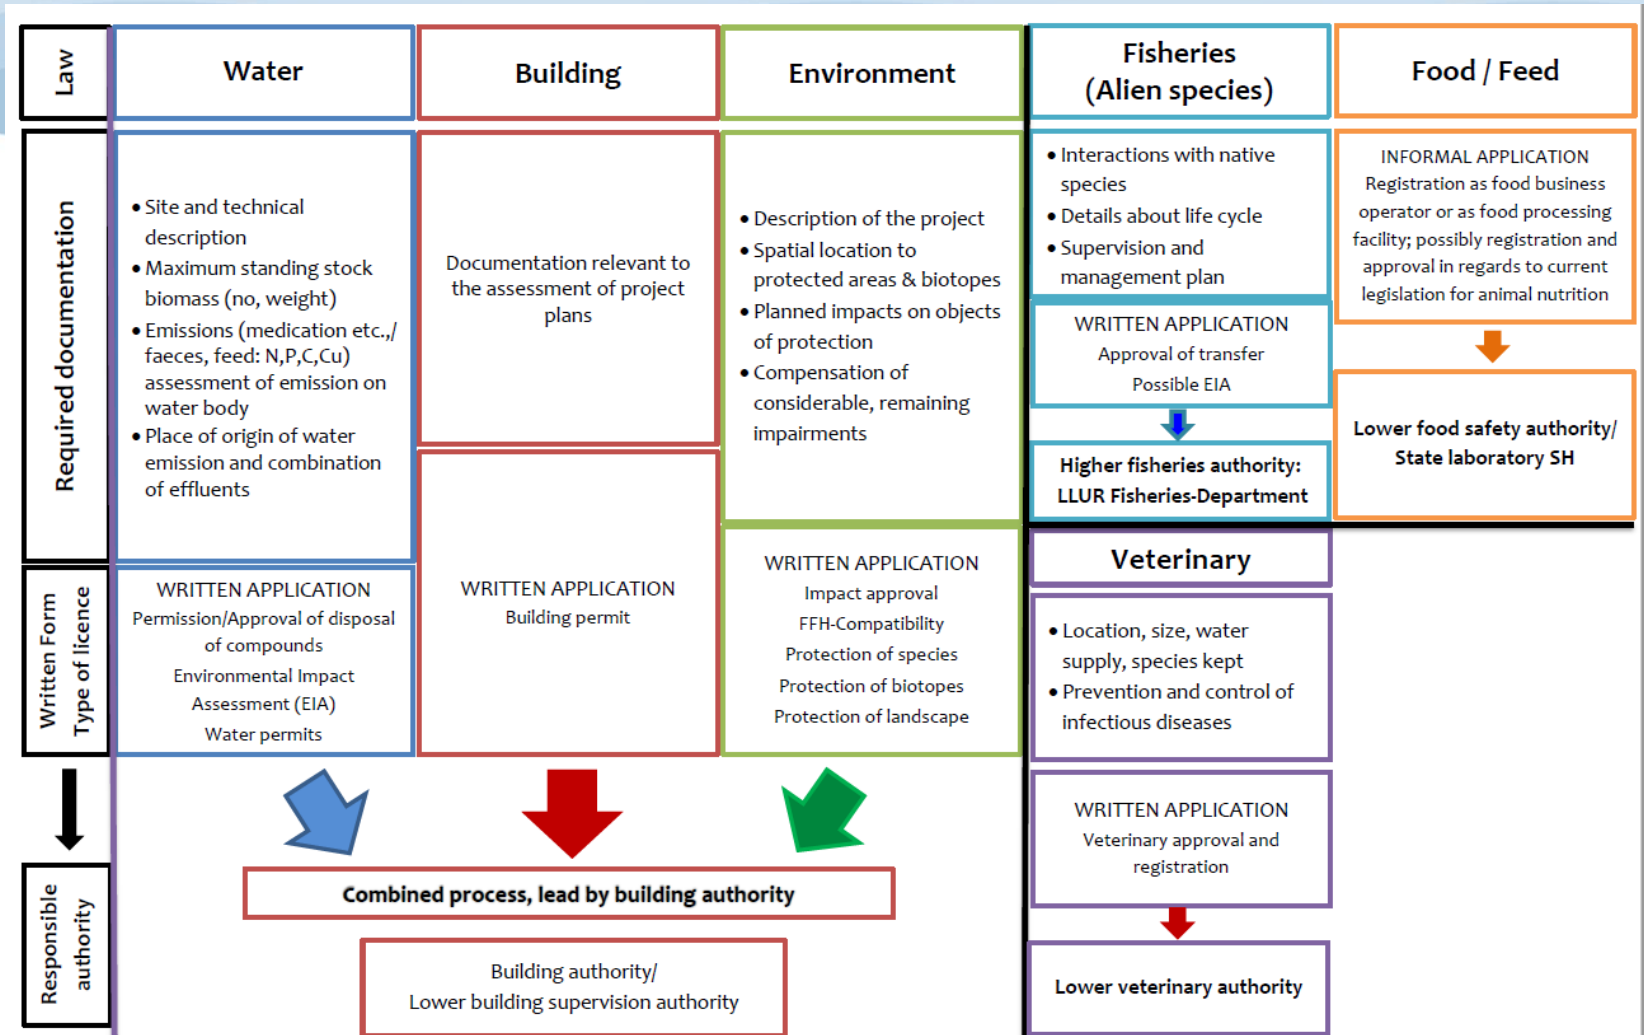 Law
Water
Building
Environment
Fisheries
(Alien species)
Food / Feed
Required documentation
• Site and technical
description
• Maximum standing stock
biomass (no, weight)
• Emissions (medication etc.,/
faeces, feed: N,P,C,Cu)
assessment of emission on
water body
• Place of origin of water
emission and combination
of effluents
Documentation relevant to
the assessment of project
plans
• Description of the project
• Spatial location to
protected areas & biotopes
• Planned impacts on objects
of protection
• Compensation of
considerable, remaining
impairments
• Interactions with native
species
• Details about life cycle
• Supervision and
management plan
WRITTEN APPLICATION
Approval of transfer
Possible EIA
Higher fisheries authority:
LLUR Fisheries-Department
INFORMAL APPLICATION
Registration as food business
operator or as food processing
facility; possibly registration and
approval in regards to current
legislation for animal nutrition
Lower food safety authority/
State laboratory SH
Written Form
Type of licence
WRITTEN APPLICATION
Permission/Approval of disposal
of compounds
Environmental Impact
Assessment (EIA)
Water permits
WRITTEN APPLICATION
Building permit
WRITTEN APPLICATION
Impact approval
FFH-Compatibility
Protection of species
Protection of biotopes
Protection of landscape
Veterinary
• Location, size, water
supply, species kept
• Prevention and control of
infectious diseases
WRITTEN APPLICATION
Veterinary approval and
registration
Lower veterinary authority
Responsible
authority
Combined process, lead by building authority
Building authority/
Lower building supervision authority